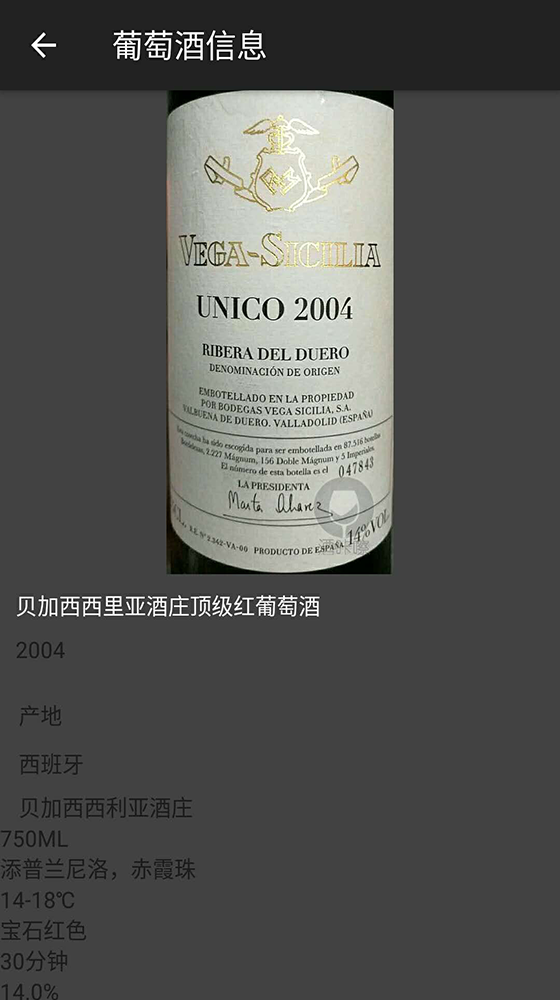 葡萄酒信息
VEGA-SICILIA
UNICO 2004
RIBERA DEL DUERO
DENOMINACIÓN DE ORIGEN
EMBOTELLADO EN LA PROPIEDAD
POR BODEGAS VEGA SICILIA, S.A.
VALBUENA DE DUERO. VALLADOLID (ESPAÑA)
Esta cosecha ha sido escogida para ser embotellada en 87.516 botellas
Bordelesas, 2.227 Mágnum, 156 Doble Mágnum y 5 Imperiales.
El número de esta botella es el 047843
LA PRESIDENTA
R.E. Nº 2.342-VA-00 PRODUCTO DE ESPAÑA 14% VOL.
贝加西西里亚酒庄顶级红葡萄酒
2004
产地
西班牙
贝加西西利亚酒庄
750ML
添普兰尼洛，赤霞珠
14-18℃
宝石红色
30分钟
14.0%